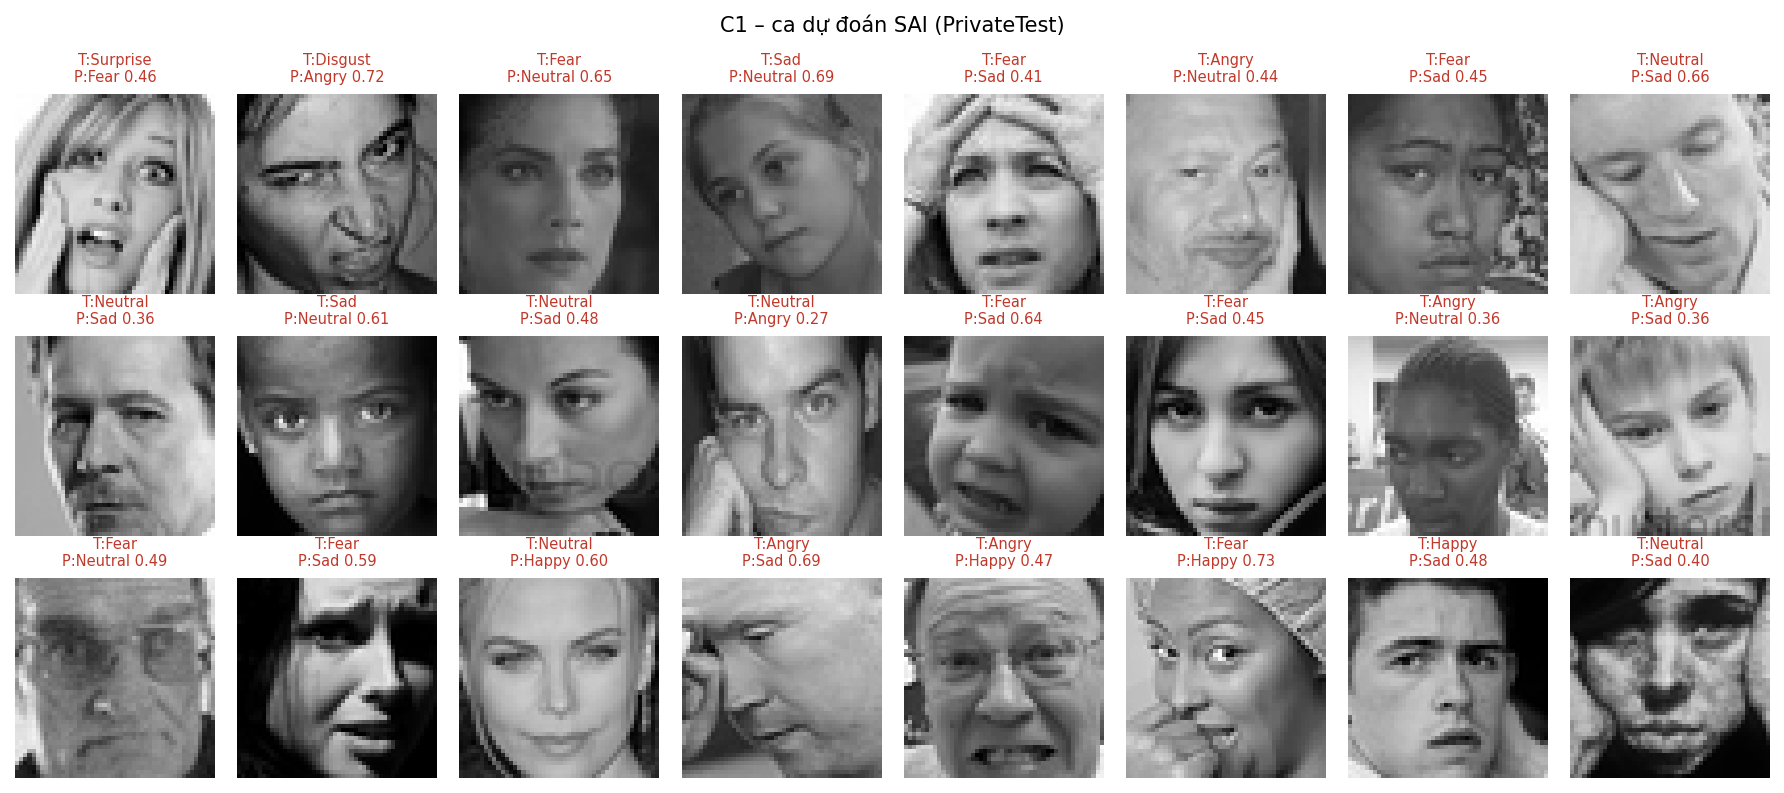 C1 – ca dự đoán SAI (PrivateTest)
T:Surprise
P:Fear 0.46
T:Disgust
P:Angry 0.72
T:Fear
P:Neutral 0.65
T:Sad
P:Neutral 0.69
T:Fear
P:Sad 0.41
T:Angry
P:Neutral 0.44
T:Fear
P:Sad 0.45
T:Neutral
P:Sad 0.66
T:Neutral
P:Sad 0.36
T:Sad
P:Neutral 0.61
T:Neutral
P:Sad 0.48
T:Neutral
P:Angry 0.27
T:Fear
P:Sad 0.64
T:Fear
P:Sad 0.45
T:Angry
P:Neutral 0.36
T:Angry
P:Sad 0.36
T:Fear
P:Neutral 0.49
T:Fear
P:Sad 0.59
T:Neutral
P:Happy 0.60
T:Angry
P:Sad 0.69
T:Angry
P:Happy 0.47
T:Fear
P:Happy 0.73
T:Happy
P:Sad 0.48
T:Neutral
P:Sad 0.40